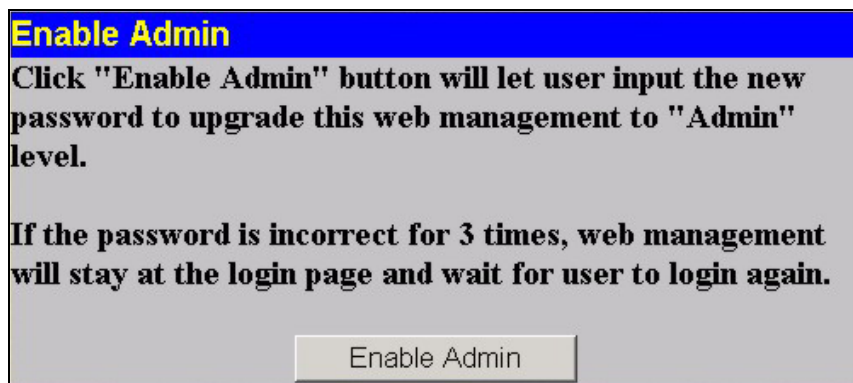 Enable Admin
Click "Enable Admin" button will let user input the new
password to upgrade this web management to "Admin"
level.
If the password is incorrect for 3 times, web management
will stay at the login page and wait for user to login again.
Enable Admin